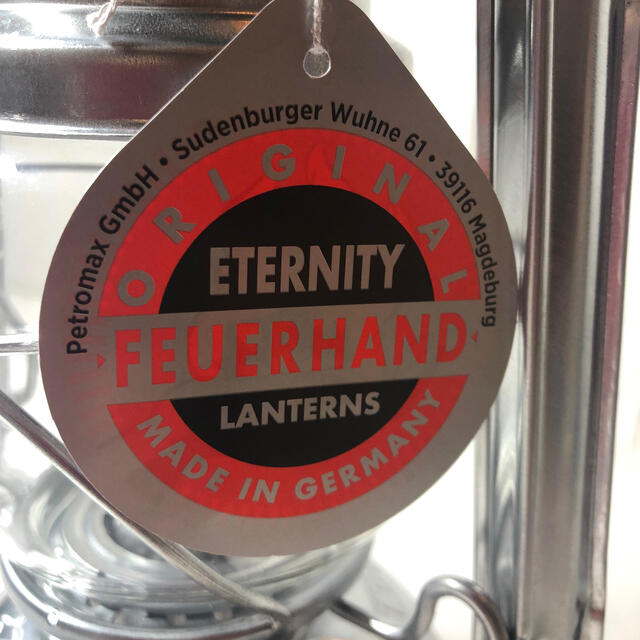 Petromax GmbH • Sudenburger Wuhne 61 • 39116 Magdeburg
ORIGINAL
ETERNITY
FEUERHAND
LANTERNS
MADE IN GERMANY